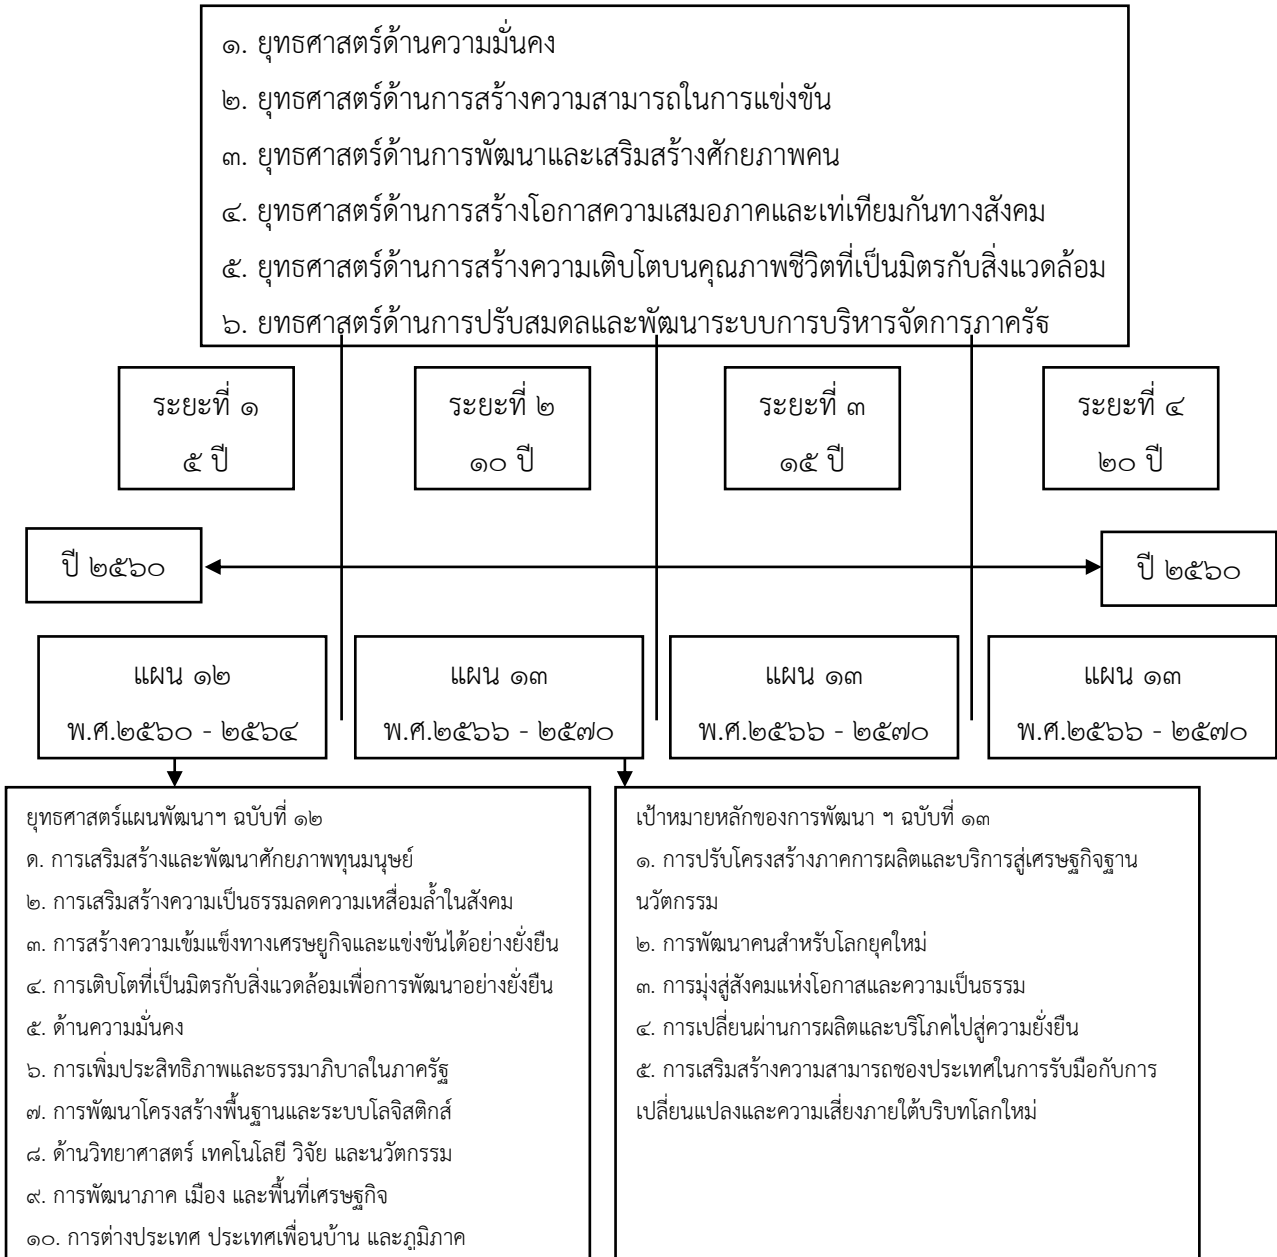 ๑. ยุทธศาสตร์ด้านความมั่นคง
๒. ยุทธศาสตร์ด้านการสร้างความสามารถในการแข่งขัน
๓. ยุทธศาสตร์ด้านการพัฒนาและเสริมสร้างศักยภาพคน
๔. ยุทธศาสตร์ด้านการสร้างโอกาสความเสมอภาคและเท่เทียมกันทางสังคม
๕. ยุทธศาสตร์ด้านการสร้างความเติบโตบนคุณภาพชีวิตที่เป็นมิตรกับสิ่งแวดล้อม
๖. ยุทธศาสตร์ด้านการปรับสมดุลและพัฒนาระบบการบริหารจัดการภาครัฐ
ระยะที่ ๑
๕ ปี
ระยะที่ ๒
๑๐ ปี
ระยะที่ ๓
๑๕ ปี
ระยะที่ ๔
๒๐ ปี
ปี ๒๕๖๐
ปี ๒๕๖๐
แผน ๑๒
พ.ศ.๒๕๖๐ - ๒๕๖๔
แผน ๑๓
พ.ศ.๒๕๖๖ - ๒๕๗๐
แผน ๑๓
พ.ศ.๒๕๖๖ - ๒๕๗๐
แผน ๑๓
พ.ศ.๒๕๖๖ - ๒๕๗๐
ยุทธศาสตร์แผนพัฒนาฯ ฉบับที่ ๑๒
ด. การเสริมสร้างและพัฒนาศักยภาพทุนมนุษย์
๒. การเสริมสร้างความเป็นธรรมลดความเหลื่อมล้ำในสังคม
๓. การสร้างความเข้มแข็งทางเศรษยูกิจและแข่งขันได้อย่างยั่งยืน
๔. การเติบโตที่เป็นมิตรกับสิ่งแวดล้อมเพื่อการพัฒนาอย่างยั่งยืน
๕. ด้านความมั่นคง
๖. การเพิ่มประสิทธิภาพและธรรมาภิบาลในภาครัฐ
๗. การพัฒนาโครงสร้างพื้นฐานและระบบโลจิสติกส์
๘. ด้านวิทยาศาสตร์ เทคโนโลยี วิจัย และนวัตกรรม
๙. การพัฒนาภาค เมือง และพื้นที่เศรษฐกิจ
๑๐. การต่างประเทศ ประเทศเพื่อนบ้าน และภูมิภาค
เป้าหมายหลักของการพัฒนา ฯ ฉบับที่ ๑๓
๑. การปรับโครงสร้างภาคการผลิตและบริการสู่เศรษฐกิจฐาน
นวัตกรรม
๒. การพัฒนาคนสำหรับโลกยุคใหม่
๓. การมุ่งสู่สังคมแห่งโอกาสและความเป็นธรรม
๔. การเปลี่ยนผ่านการผลิตและบริโภคไปสู่ความยั่งยืน
๕. การเสริมสร้างความสามารถชองประเทศในการรับมือกับการ
เปลี่ยนแปลงและความเสี่ยงภายใต้บริบทโลกใหม่